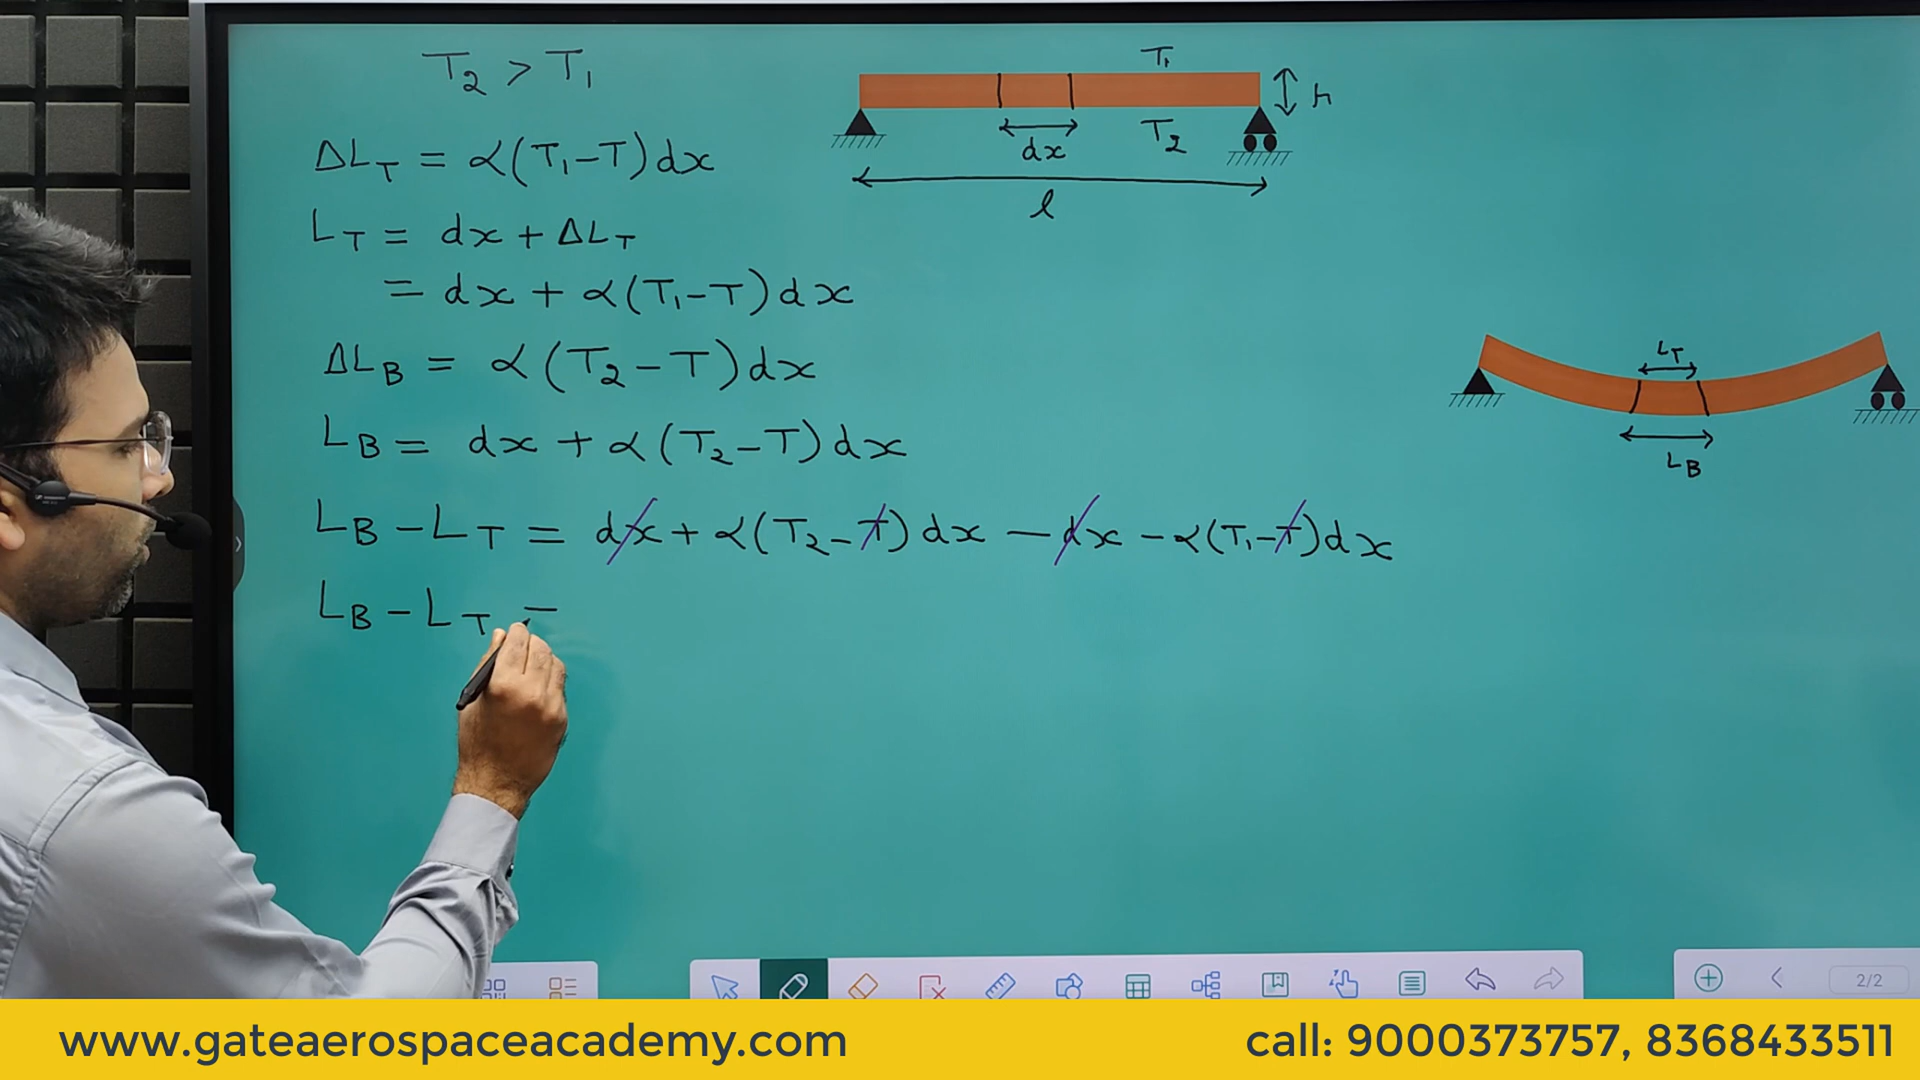 T₂ > T₁
ΔL_T = α(T₁-T)dx
L_T = dx + ΔL_T
= dx + α(T₁-T)dx
ΔL_B = α(T₂-T)dx
L_B = dx + α(T₂-T)dx
L_B - L_T = dx + α(T₂-T)dx - dx - α(T₁-T)dx
L_B - L_T =
T₁
h
dx
T₂
l
L_T
L_B
2/2
www.gateaerospaceacademy.com
call: 9000373757, 8368433511